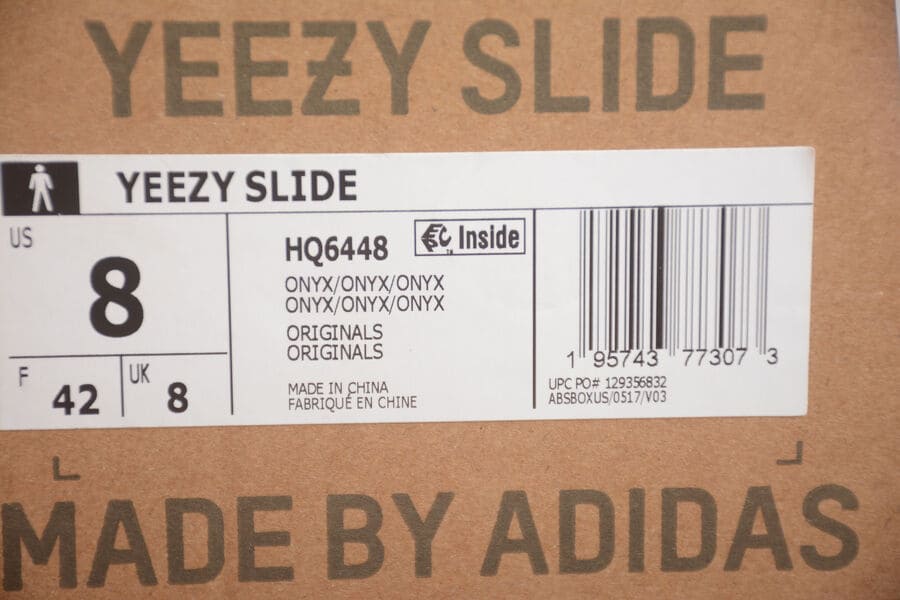 YEEZY SLIDE
YEEZY SLIDE
US
8
F
42
UK
8
HQ6448
Inside
ONYX/ONYX/ONYX
ONYX/ONYX/ONYX
ORIGINALS
ORIGINALS
MADE IN CHINA
FABRIQUÉ EN CHINE
1 95743 77307 3
UPC PO# 129356832
ABSBOXUS/0517/V03
MADE BY ADIDAS